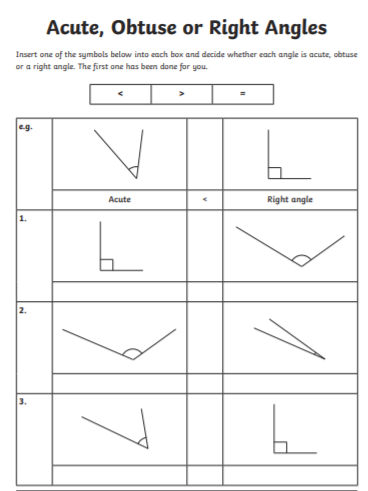 Acute, Obtuse or Right Angles
Insert one of the symbols below into each box and decide whether each angle is acute, obtuse
or a right angle. The first one has been done for you.
< > =
e.g.
Acute < Right angle
1.
2.
3.